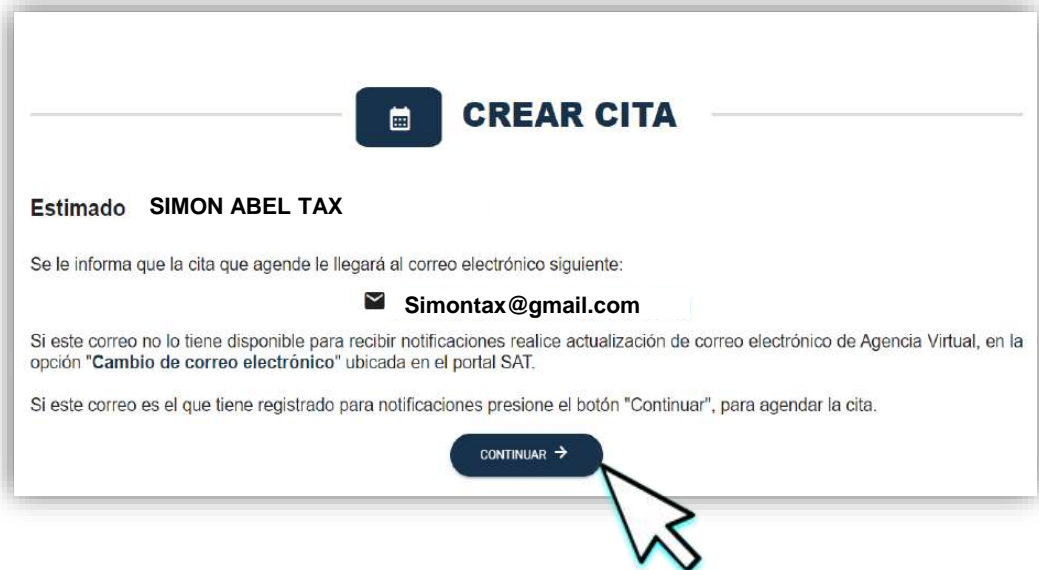 CREAR CITA
Estimado SIMON ABEL TAX
Se le informa que la cita que agende le llegará al correo electrónico siguiente:
Simontax@gmail.com
Si este correo no lo tiene disponible para recibir notificaciones realice actualización de correo electrónico de Agencia Virtual, en la
opción "Cambio de correo electrónico" ubicada en el portal SAT.
Si este correo es el que tiene registrado para notificaciones presione el botón "Continuar", para agendar la cita.
CONTINUAR →